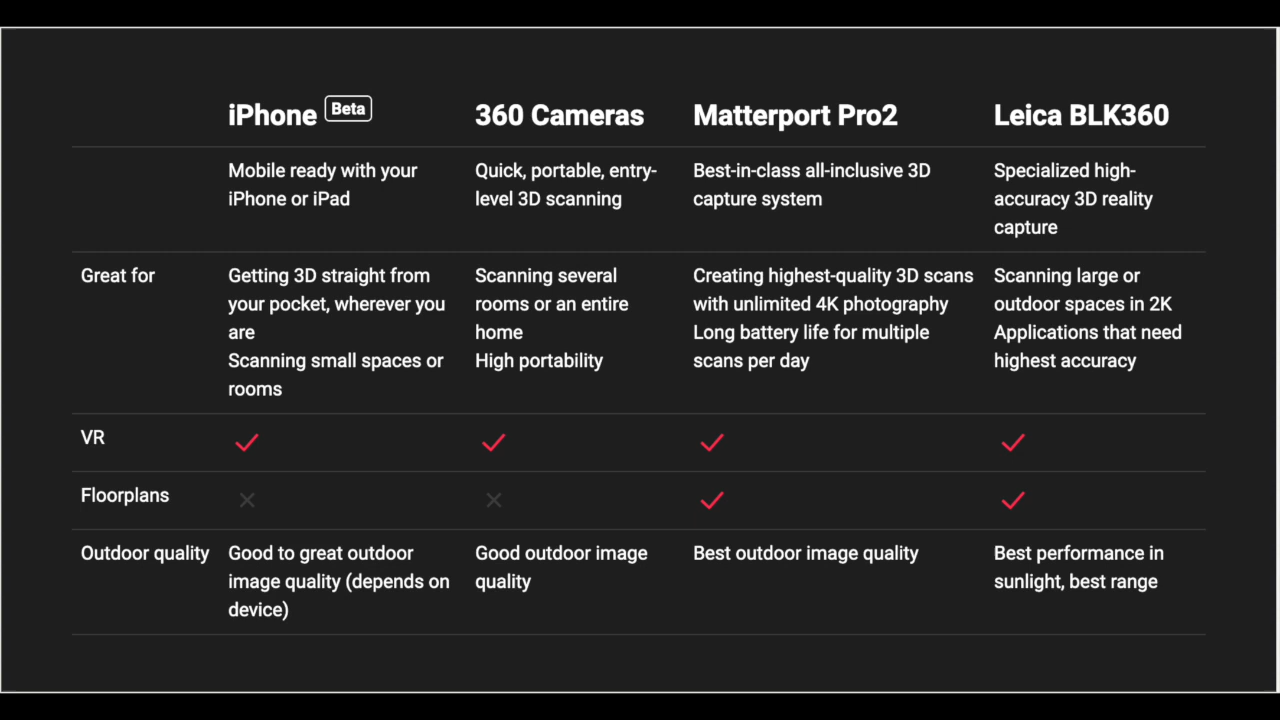 iPhone Beta
360 Cameras
Matterport Pro2
Leica BLK360
Mobile ready with your
iPhone or iPad
Quick, portable, entry-
level 3D scanning
Best-in-class all-inclusive 3D
capture system
Specialized high-
accuracy 3D reality
capture
Great for
Getting 3D straight from
your pocket, wherever you
are
Scanning small spaces or
rooms
Scanning several
rooms or an entire
home
High portability
Creating highest-quality 3D scans
with unlimited 4K photography
Long battery life for multiple
scans per day
Scanning large or
outdoor spaces in 2K
Applications that need
highest accuracy
VR
Floorplans
Outdoor quality
Good to great outdoor
image quality (depends on
device)
Good outdoor image
quality
Best outdoor image quality
Best performance in
sunlight, best range